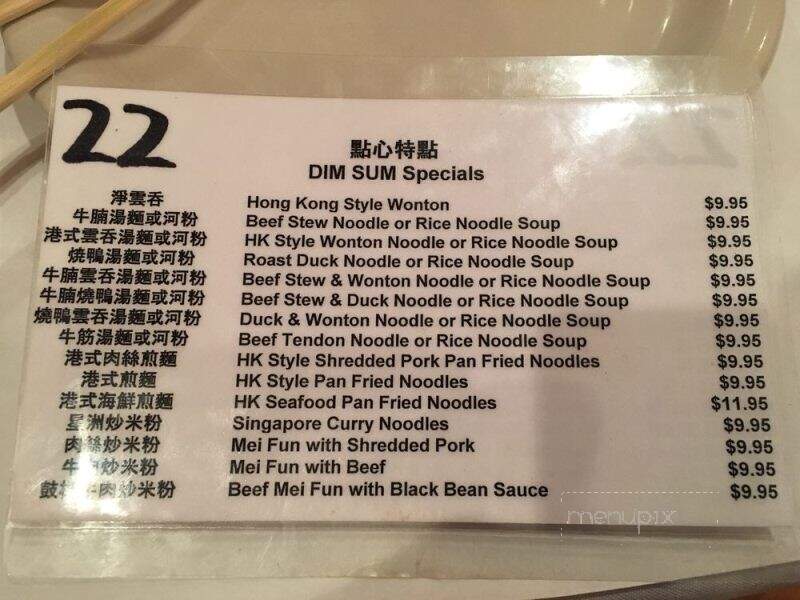 22
點心特點
DIM SUM Specials
淨雲吞 Hong Kong Style Wonton $9.95
牛腩湯麵或河粉 Beef Stew Noodle or Rice Noodle Soup $9.95
港式雲吞湯麵或河粉 HK Style Wonton Noodle or Rice Noodle Soup $9.95
燒鴨湯麵或河粉 Roast Duck Noodle or Rice Noodle Soup $9.95
牛腩雲吞湯麵或河粉 Beef Stew & Wonton Noodle or Rice Noodle Soup $9.95
牛腩燒鴨湯麵或河粉 Beef Stew & Duck Noodle or Rice Noodle Soup $9.95
燒鴨雲吞湯麵或河粉 Duck & Wonton Noodle or Rice Noodle Soup $9.95
牛筋湯麵或河粉 Beef Tendon Noodle or Rice Noodle Soup $9.95
港式肉絲煎麵 HK Style Shredded Pork Pan Fried Noodles $9.95
港式煎麵 HK Style Pan Fried Noodles $9.95
港式海鮮煎麵 HK Seafood Pan Fried Noodles $11.95
星洲炒米粉 Singapore Curry Noodles $9.95
肉絲炒米粉 Mei Fun with Shredded Pork $9.95
牛肉炒米粉 Mei Fun with Beef $9.95
鼓椒牛肉炒米粉 Beef Mei Fun with Black Bean Sauce $9.95
menupix